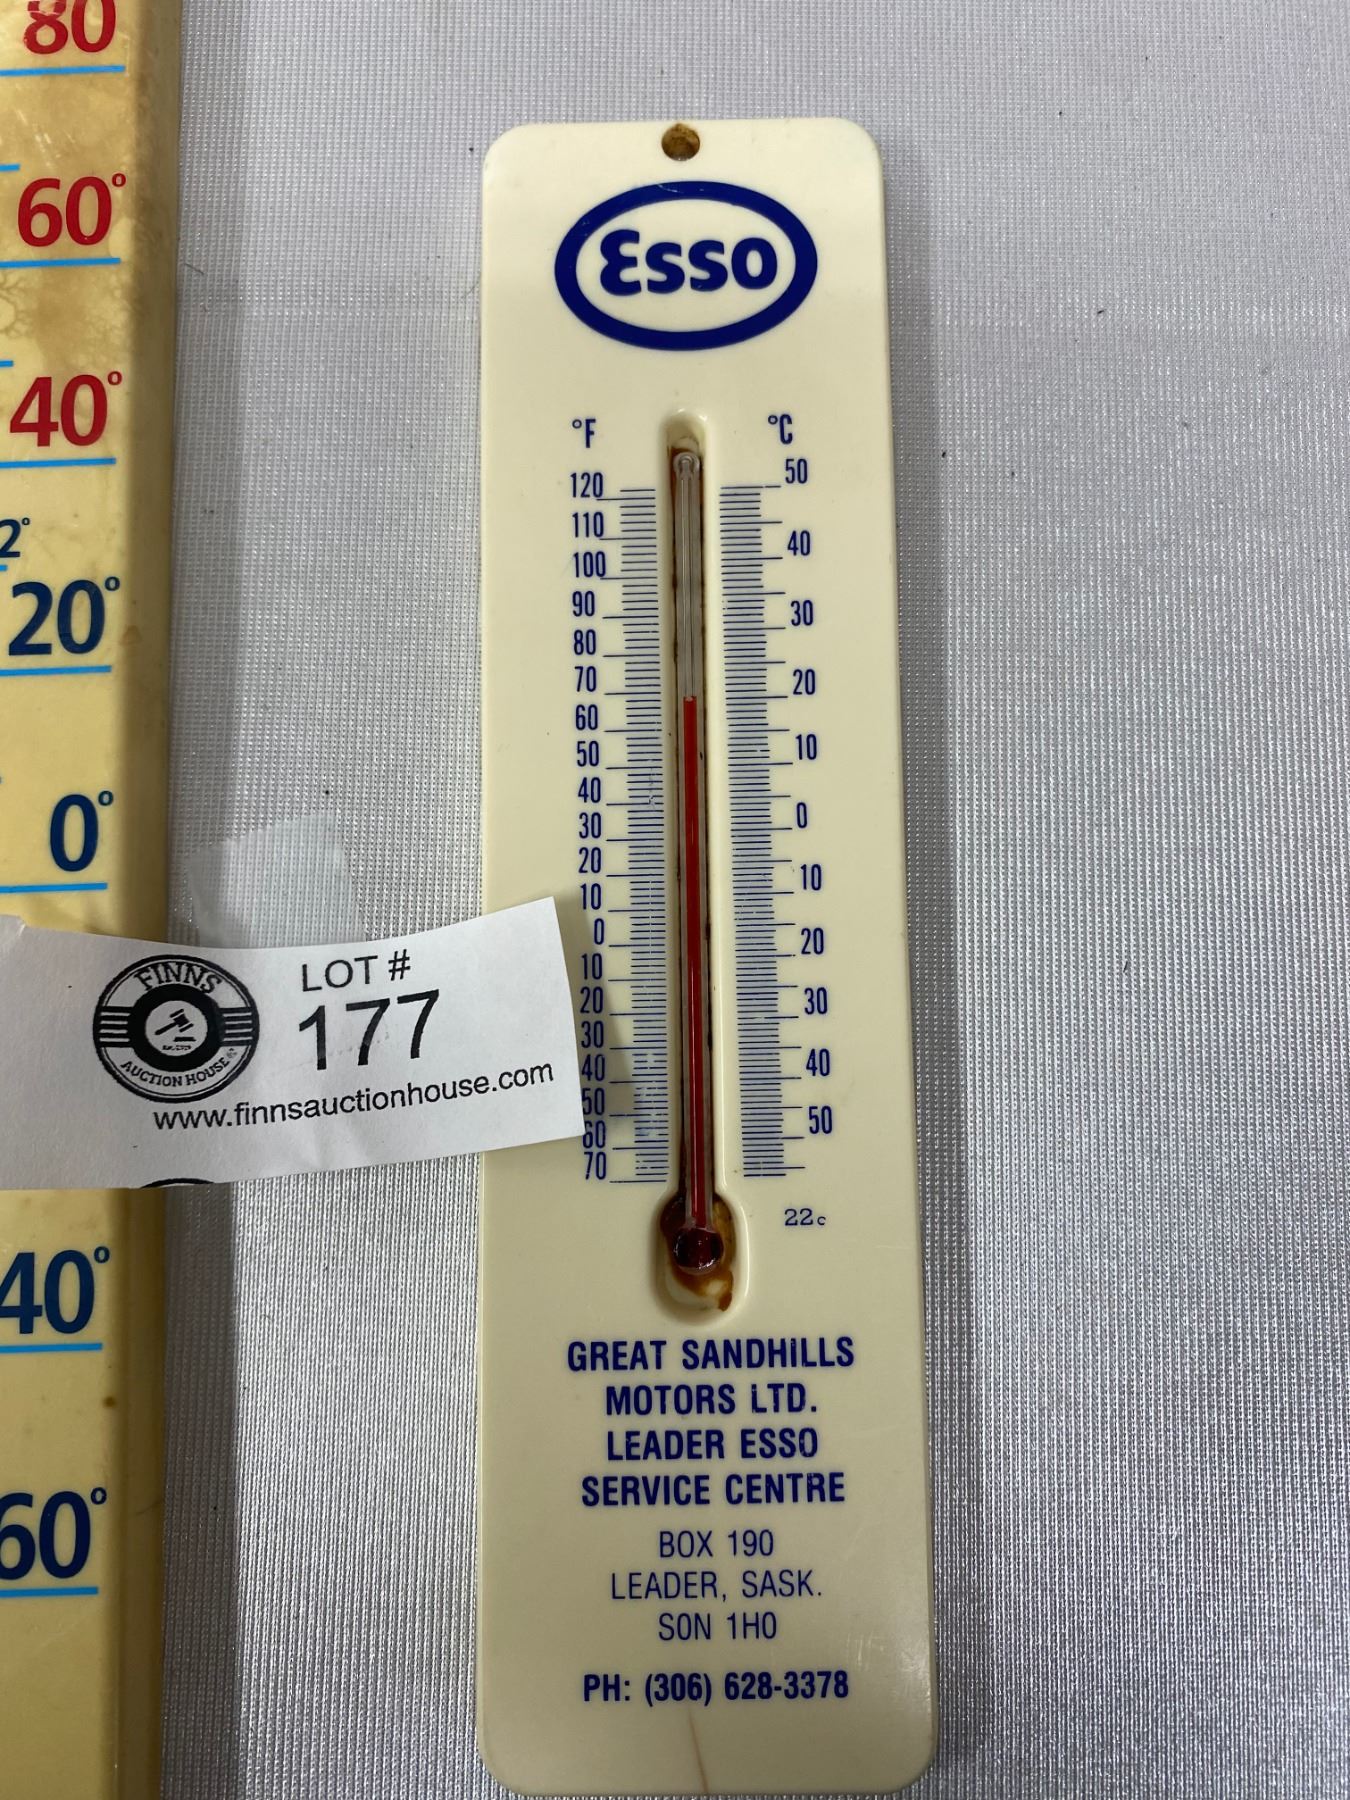 80
60°
40°
2°
20°
0°
40°
60°
FINNS
AUCTION HOUSE
LOT #
177
www.finnsauctionhouse.com
Esso
°F °C
120 50
110
100 40
90 30
80
70 20
60
50 10
40
30 0
20
10 10
0 20
10
20 30
30
40 40
50 50
60
70
22c
GREAT SANDHILLS
MOTORS LTD.
LEADER ESSO
SERVICE CENTRE
BOX 190
LEADER, SASK.
S0N 1H0
PH: (306) 628-3378